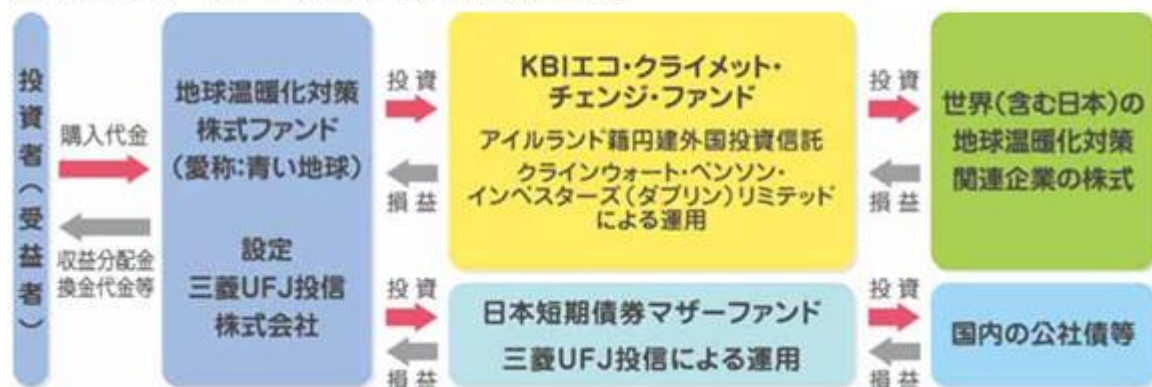 投資者(受益者)
購入代金
収益分配金
換金代金等
地球温暖化対策
株式ファンド
(愛称:青い地球)
設定
三菱UFJ投信
株式会社
投資
損益
投資
損益
KBIエコ・クライメット・
チェンジ・ファンド
アイルランド籍円建外国投資信託
クラインウォート・ベンソン・
インベスターズ(ダブリン)リミテッド
による運用
日本短期債券マザーファンド
三菱UFJ投信による運用
投資
損益
投資
損益
世界(含む日本)の
地球温暖化対策
関連企業の株式
国内の公社債等